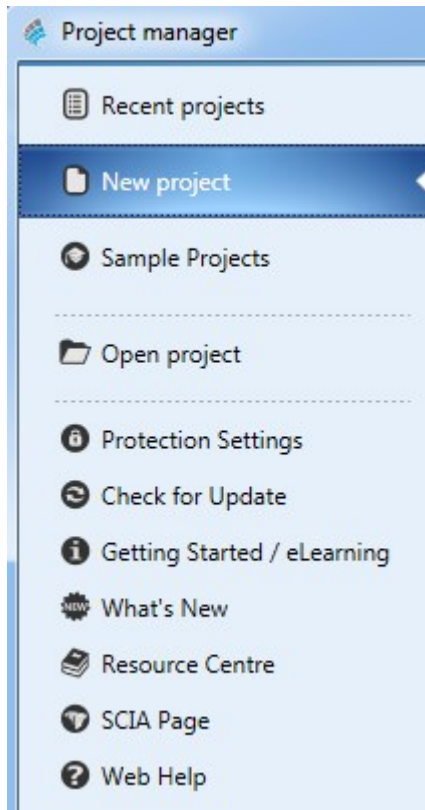 Project manager
Recent projects
New project
Sample Projects
Open project
Protection Settings
Check for Update
Getting Started / eLearning
NEW What's New
Resource Centre
SCIA Page
Web Help